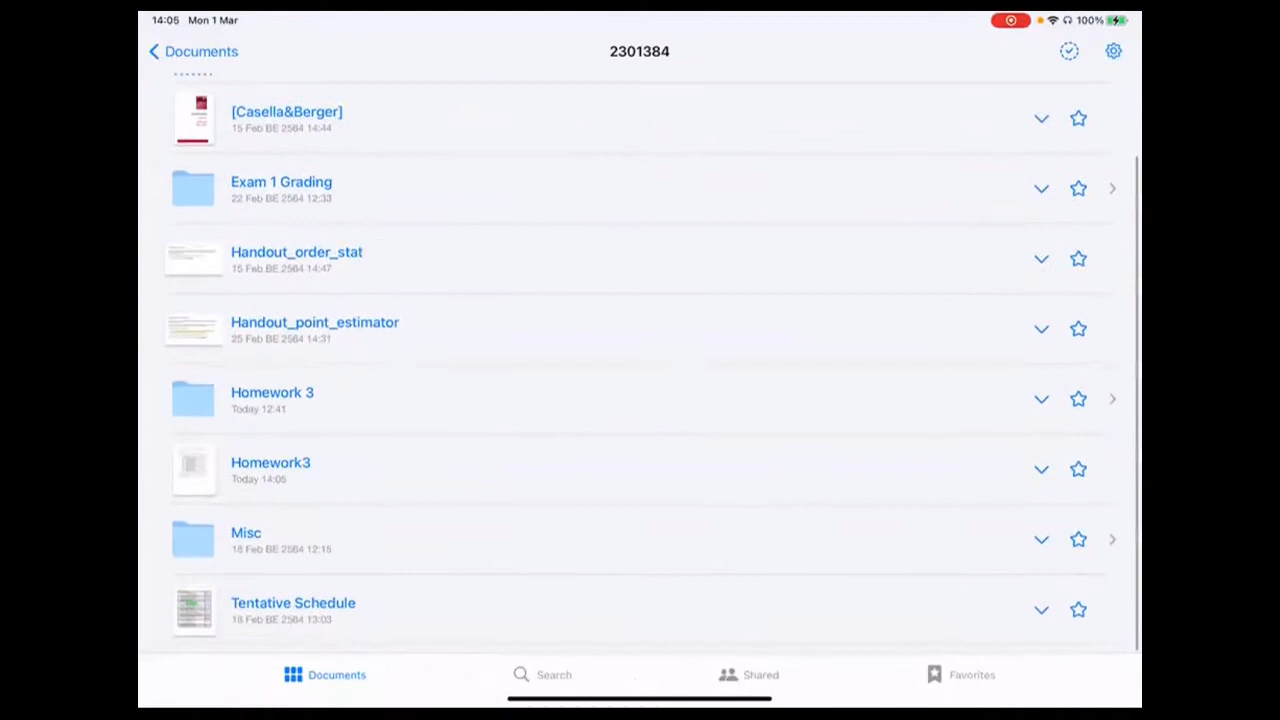 14:05 Mon 1 Mar
100%
Documents
2301384
[Casella&Berger]
15 Feb BE 2564 14:44
Exam 1 Grading
22 Feb BE 2564 12:33
Handout_order_stat
15 Feb BE 2564 14:47
Handout_point_estimator
25 Feb BE 2564 14:31
Homework 3
Today 12:41
Homework3
Today 14:05
Misc
18 Feb BE 2564 12:15
Tentative Schedule
18 Feb BE 2564 13:03
Documents
Search
Shared
Favorites